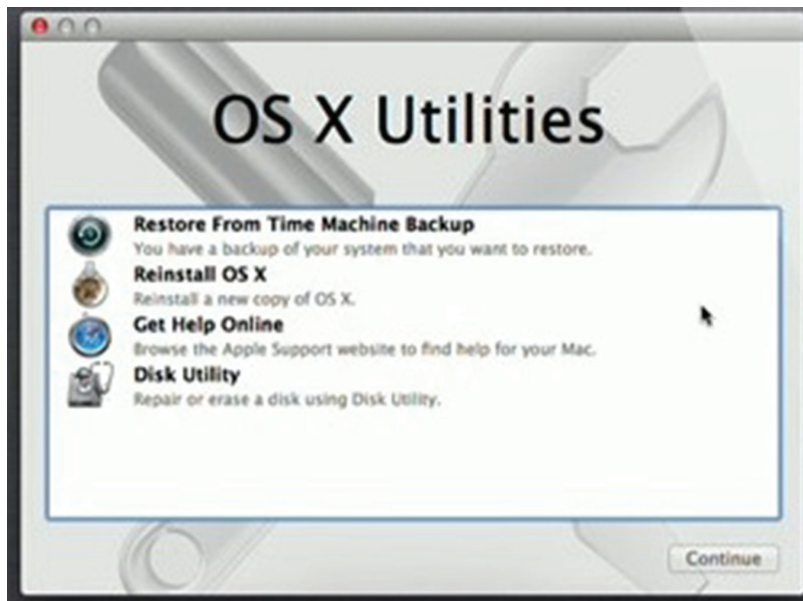 OS X Utilities
Restore From Time Machine Backup
You have a backup of your system that you want to restore.
Reinstall OS X
Reinstall a new copy of OS X.
Get Help Online
Browse the Apple Support website to find help for your Mac.
Disk Utility
Repair or erase a disk using Disk Utility.
Continue